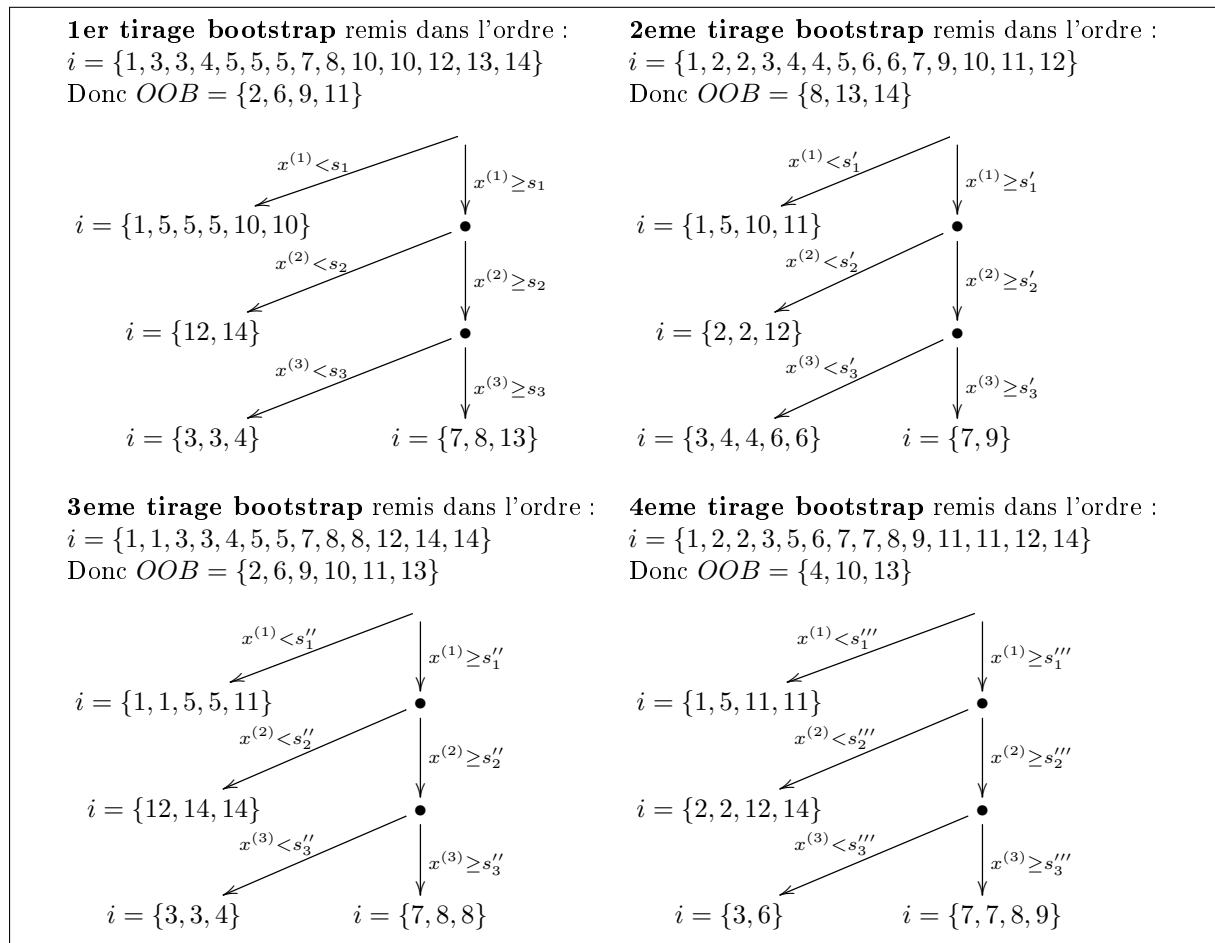 1er tirage bootstrap remis dans l'ordre :
i = {1, 3, 3, 4, 5, 5, 5, 7, 8, 10, 10, 12, 13, 14}
Donc OOB = {2, 6, 9, 11}
x^{(1)}<s_1
x^{(1)}≥s_1
i = {1, 5, 5, 5, 10, 10}
x^{(2)}<s_2
x^{(2)}≥s_2
i = {12, 14}
x^{(3)}<s_3
x^{(3)}≥s_3
i = {3, 3, 4}
i = {7, 8, 13}
2eme tirage bootstrap remis dans l'ordre :
i = {1, 2, 2, 3, 4, 4, 5, 6, 6, 7, 9, 10, 11, 12}
Donc OOB = {8, 13, 14}
x^{(1)}<s'_1
x^{(1)}≥s'_1
i = {1, 5, 10, 11}
x^{(2)}<s'_2
x^{(2)}≥s'_2
i = {2, 2, 12}
x^{(3)}<s'_3
x^{(3)}≥s'_3
i = {3, 4, 4, 6, 6}
i = {7, 9}
3eme tirage bootstrap remis dans l'ordre :
i = {1, 1, 3, 3, 4, 5, 5, 7, 8, 8, 12, 14, 14}
Donc OOB = {2, 6, 9, 10, 11, 13}
x^{(1)}<s''_1
x^{(1)}≥s''_1
i = {1, 1, 5, 5, 11}
x^{(2)}<s''_2
x^{(2)}≥s''_2
i = {12, 14, 14}
x^{(3)}<s''_3
x^{(3)}≥s''_3
i = {3, 3, 4}
i = {7, 8, 8}
4eme tirage bootstrap remis dans l'ordre :
i = {1, 2, 2, 3, 5, 6, 7, 7, 8, 9, 11, 11, 12, 14}
Donc OOB = {4, 10, 13}
x^{(1)}<s'''_1
x^{(1)}≥s'''_1
i = {1, 5, 11, 11}
x^{(2)}<s'''_2
x^{(2)}≥s'''_2
i = {2, 2, 12, 14}
x^{(3)}<s'''_3
x^{(3)}≥s'''_3
i = {3, 6}
i = {7, 7, 8, 9}